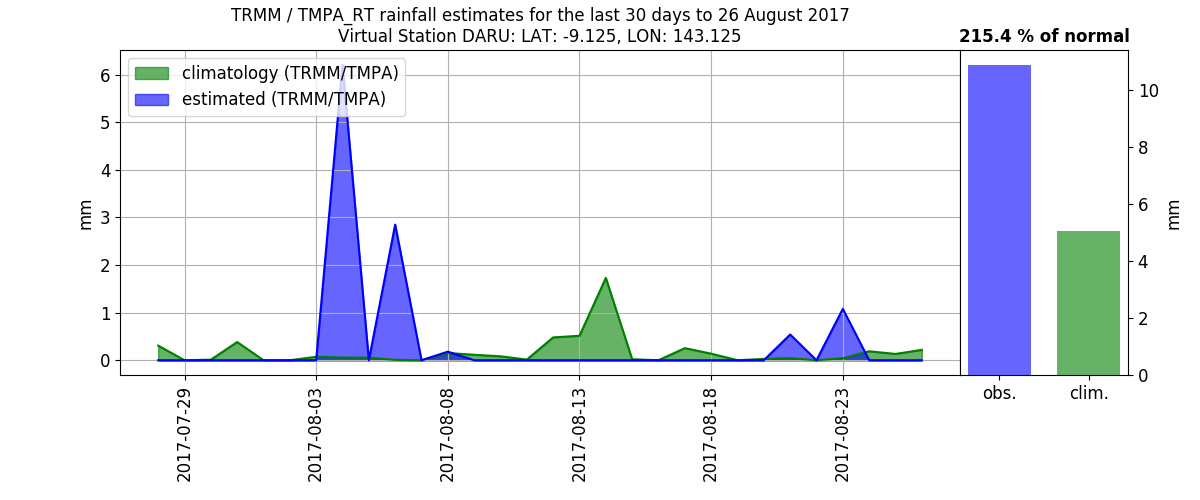 TRMM / TMPA_RT rainfall estimates for the last 30 days to 26 August 2017
Virtual Station DARU: LAT: -9.125, LON: 143.125
215.4 % of normal
climatology (TRMM/TMPA)
estimated (TRMM/TMPA)
6
5
4
3
2
1
0
mm
2017-07-29
2017-08-03
2017-08-08
2017-08-13
2017-08-18
2017-08-23
10
8
6
4
2
0
mm
obs.
clim.